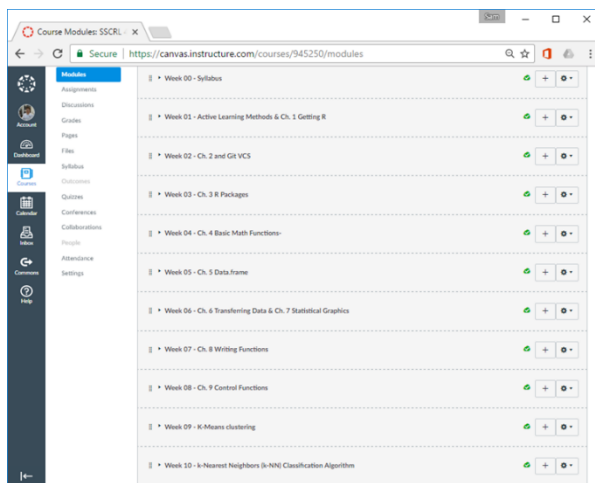 Sam
Course Modules: SSCRL
Secure
https://canvas.instructure.com/courses/945250/modules
Account
Dashboard
Courses
Calendar
Inbox
Commons
Help
Modules
Assignments
Discussions
Grades
Pages
Files
Syllabus
Outcomes
Quizzes
Conferences
Collaborations
People
Attendance
Settings
Week 00 - Syllabus
Week 01 - Active Learning Methods & Ch. 1 Getting R
Week 02 - Ch. 2 and Git VCS
Week 03 - Ch. 3 R Packages
Week 04 - Ch. 4 Basic Math Functions-
Week 05 - Ch. 5 Data.frame
Week 06 - Ch. 6 Transferring Data & Ch. 7 Statistical Graphics
Week 07 - Ch. 8 Writing Functions
Week 08 - Ch. 9 Control Functions
Week 09 - K-Means clustering
Week 10 - k-Nearest Neighbors (k-NN) Classification Algorithm